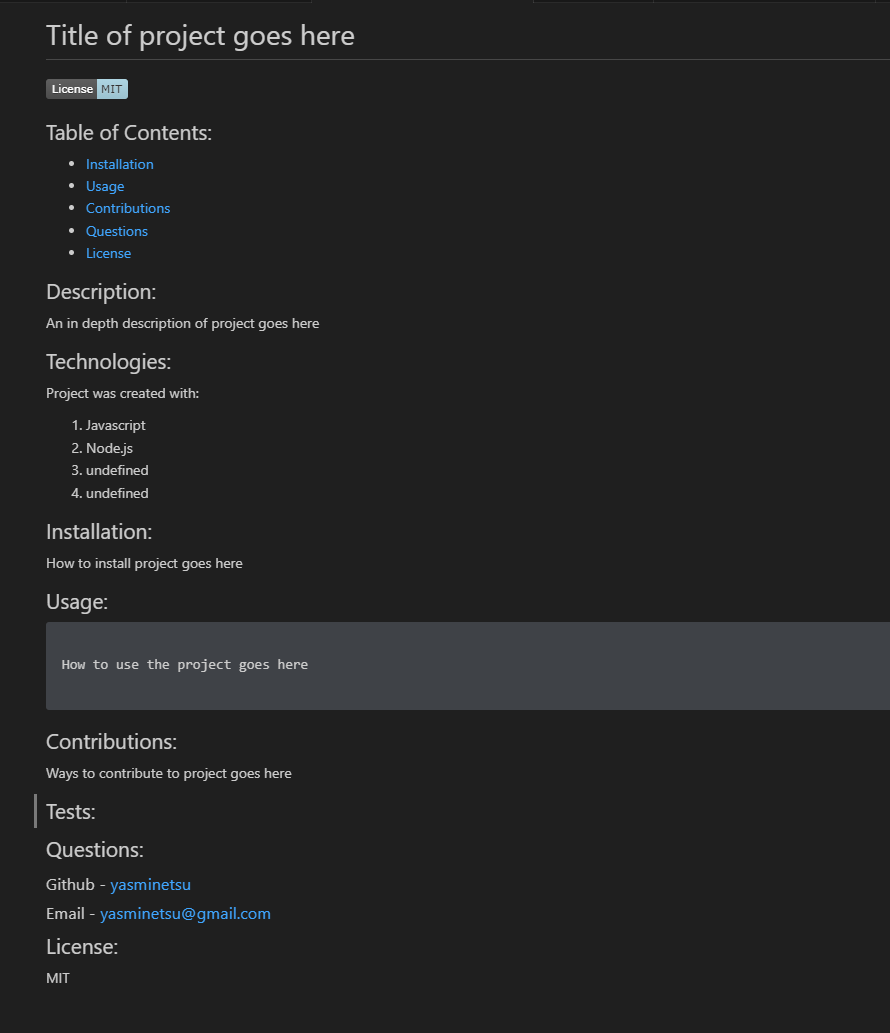 Title of project goes here
License MIT
Table of Contents:
• Installation
• Usage
• Contributions
• Questions
• License
Description:
An in depth description of project goes here
Technologies:
Project was created with:
1. Javascript
2. Node.js
3. undefined
4. undefined
Installation:
How to install project goes here
Usage:
How to use the project goes here
Contributions:
Ways to contribute to project goes here
Tests:
Questions:
Github - yasminetsu
Email - yasminetsu@gmail.com
License:
MIT